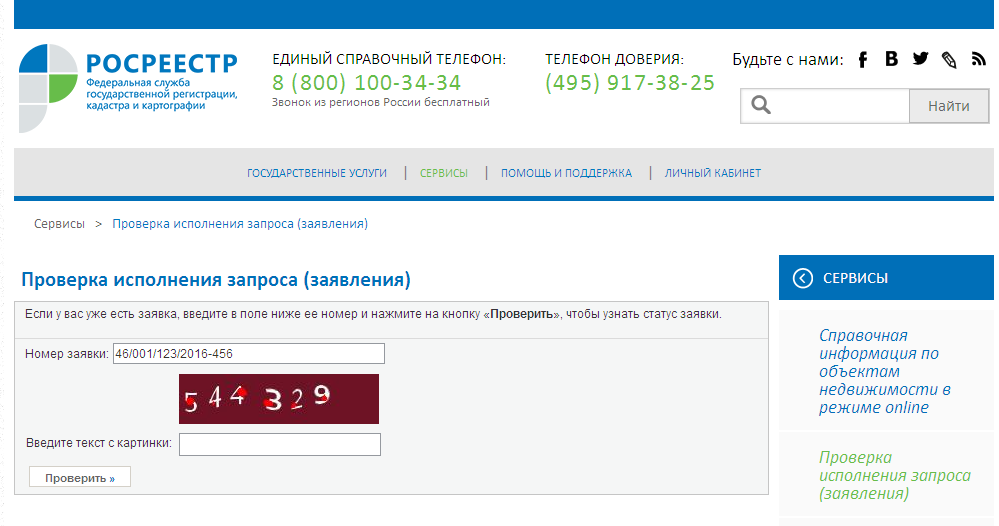 РОСРЕЕСТР
Федеральная служба
государственной регистрации,
кадастра и картографии
ЕДИНЫЙ СПРАВОЧНЫЙ ТЕЛЕФОН:
8 (800) 100-34-34
Звонок из регионов России бесплатный
ТЕЛЕФОН ДОВЕРИЯ:
(495) 917-38-25
Будьте с нами:
Найти
ГОСУДАРСТВЕННЫЕ УСЛУГИ | СЕРВИСЫ | ПОМОЩЬ И ПОДДЕРЖКА | ЛИЧНЫЙ КАБИНЕТ
Сервисы > Проверка исполнения запроса (заявления)
Проверка исполнения запроса (заявления)
Если у вас уже есть заявка, введите в поле ниже ее номер и нажмите на кнопку «Проверить», чтобы узнать статус заявки.
Номер заявки: 46/001/123/2016-456
544329
Введите текст с картинки:
Проверить »
СЕРВИСЫ
Справочная
информация по
объектам
недвижимости в
режиме online
Проверка
исполнения запроса
(заявления)